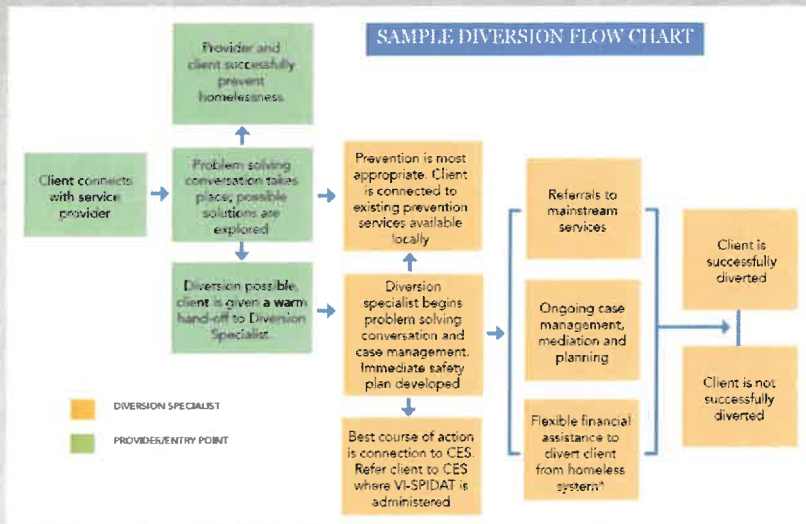 SAMPLE DIVERSION FLOW CHART
Provider and
client successfully
prevent
homelessness
Client connects
with service
provider
Problem solving
conversation takes
place, possible
solutions are
explored
Prevention is most
appropriate. Client
is connected to
existing prevention
services available
locally
Diversion possible,
client is given a warm
hand-off to Diversion
Specialist.
Diversion
specialist begins
problem solving
conversation and
case management.
Immediate safety
plan developed
Best course of action
is connection to CES.
Refer client to CES
where VI-SPIDAT is
administered
Referrals to
mainstream
services
Ongoing case
management,
mediation and
planning
Flexible financial
assistance to
divert client
from homeless
system*
Client is
successfully
diverted
Client is not
successfully
diverted
DIVERSION SPECIALIST
PROVIDER/ENTRY POINT